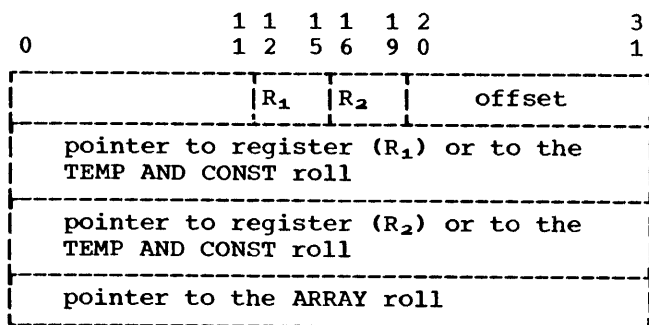 1 1 1 1 1 2 3
0 1 2 5 6 9 0 1
R₁ R₂ offset
pointer to register (R₁) or to the
TEMP AND CONST roll
pointer to register (R₂) or to the
TEMP AND CONST roll
pointer to the ARRAY roll